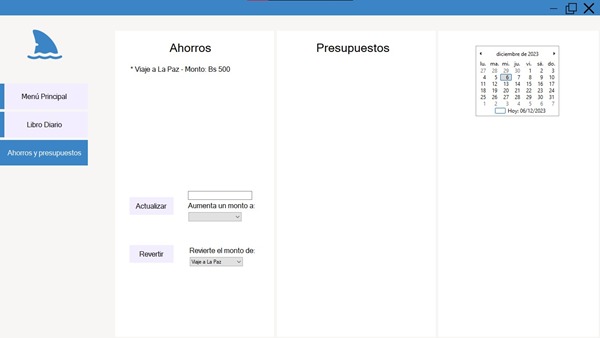 Menú Principal
Libro Diario
Ahorros y presupuestos
Ahorros
* Viaje a La Paz - Monto: Bs 500
Actualizar
Aumenta un monto a:
Revertir
Revierte el monto de:
Viaje a La Paz
Presupuestos
diciembre de 2023
lu. ma. mi. ju. vi. sá. do.
27 28 29 30 1 2 3
4 5 6 7 8 9 10
11 12 13 14 15 16 17
18 19 20 21 22 23 24
25 26 27 28 29 30 31
1 2 3 4 5 6 7
Hoy: 06/12/2023